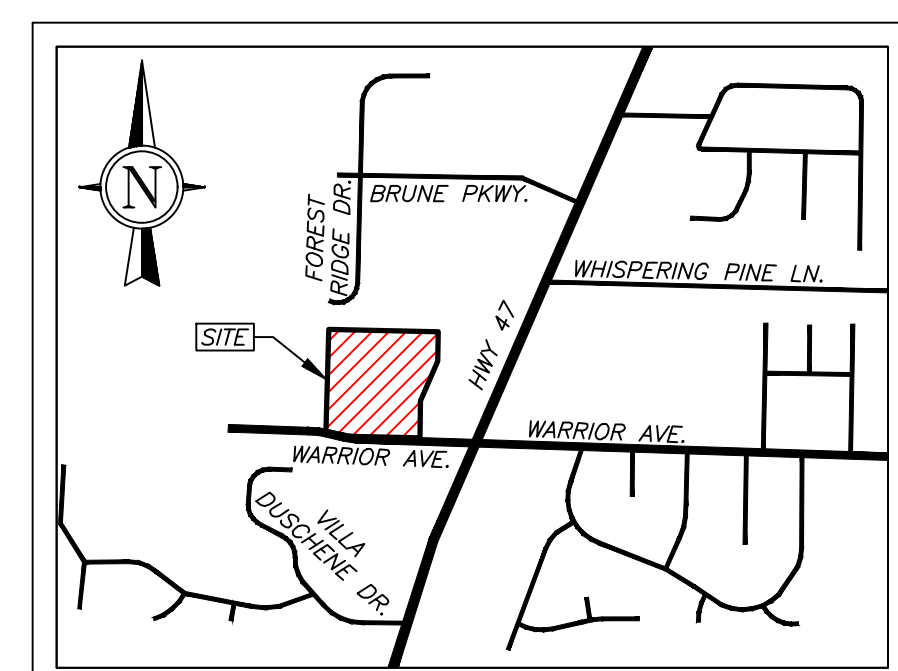 N
FOREST
RIDGE DR.
BRUNE PKWY.
WHISPERING PINE LN.
HWY 47
SITE
WARRIOR AVE.
WARRIOR AVE.
VILLA
DUSCHENE DR.